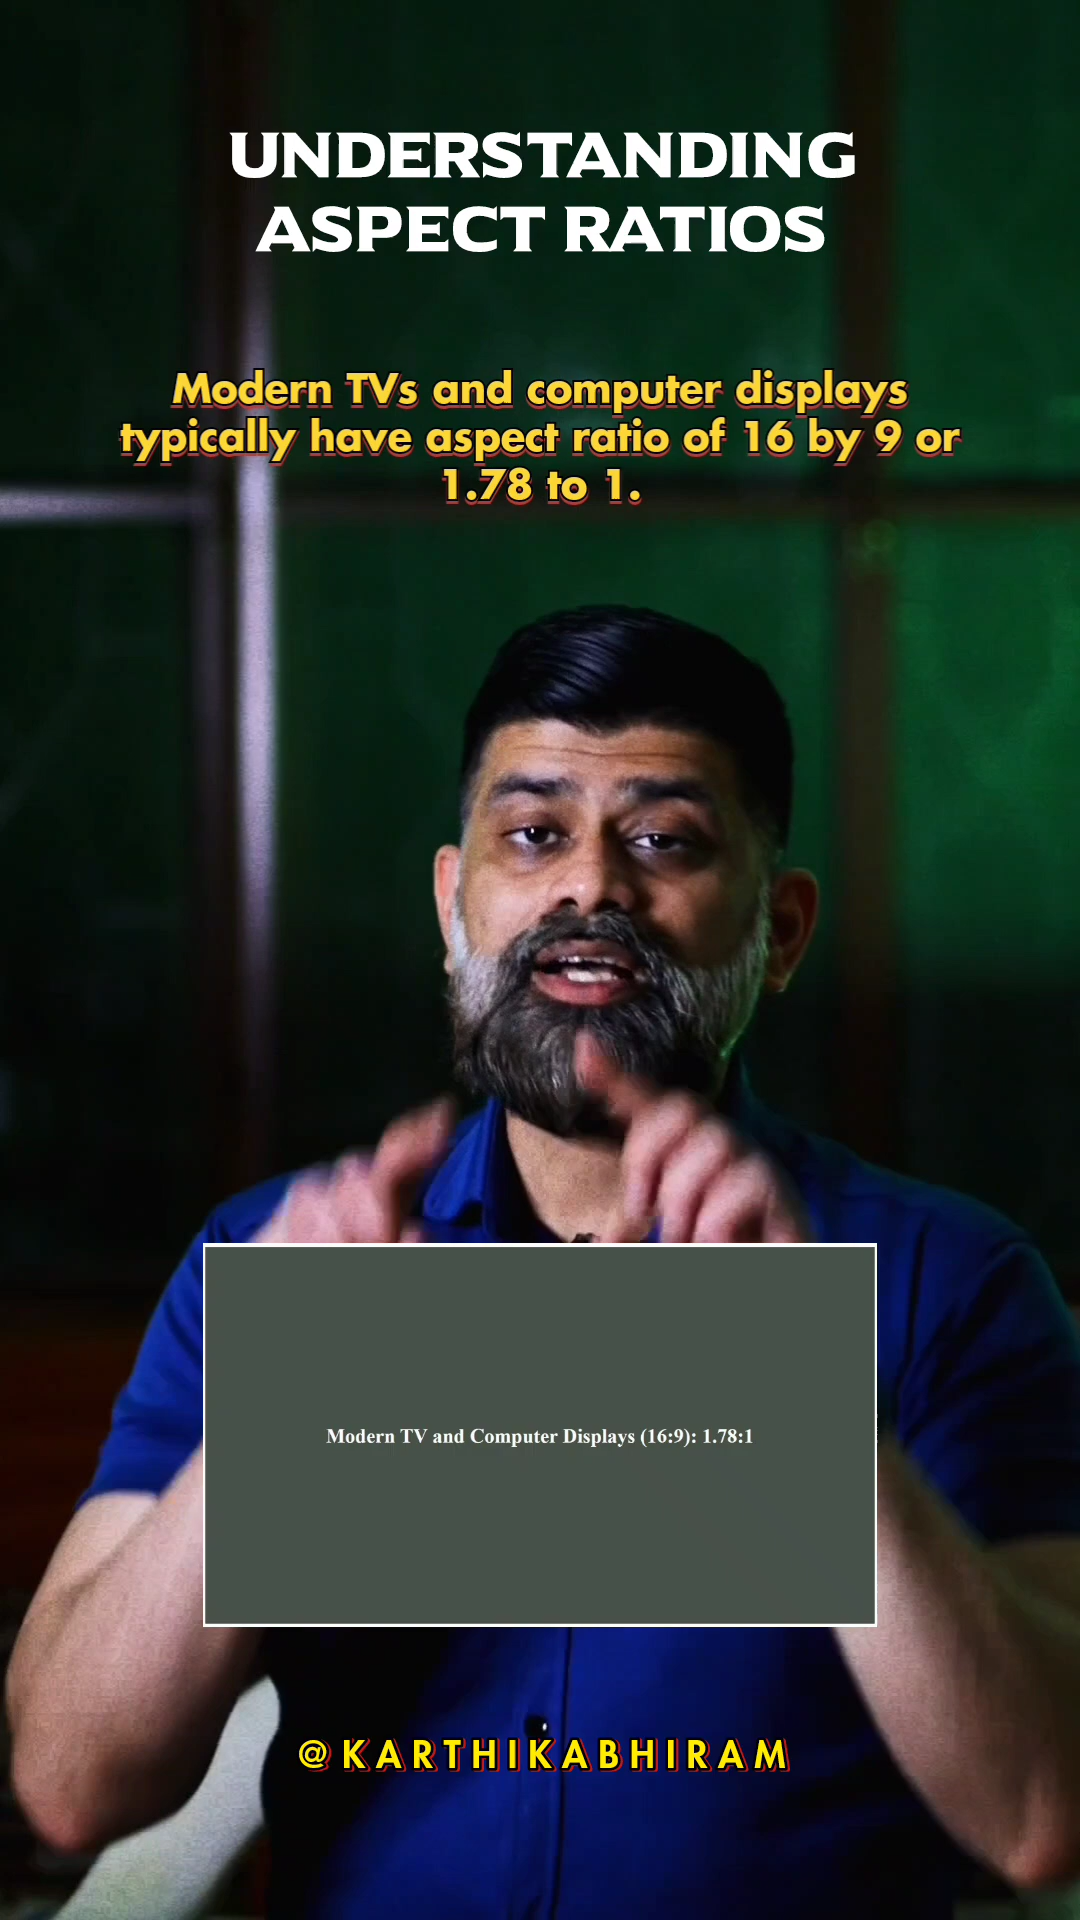 UNDERSTANDING
ASPECT RATIOS
Modern TVs and computer displays
typically have aspect ratio of 16 by 9 or
1.78 to 1.
Modern TV and Computer Displays (16:9): 1.78:1
@KARTHIKABHIRAM